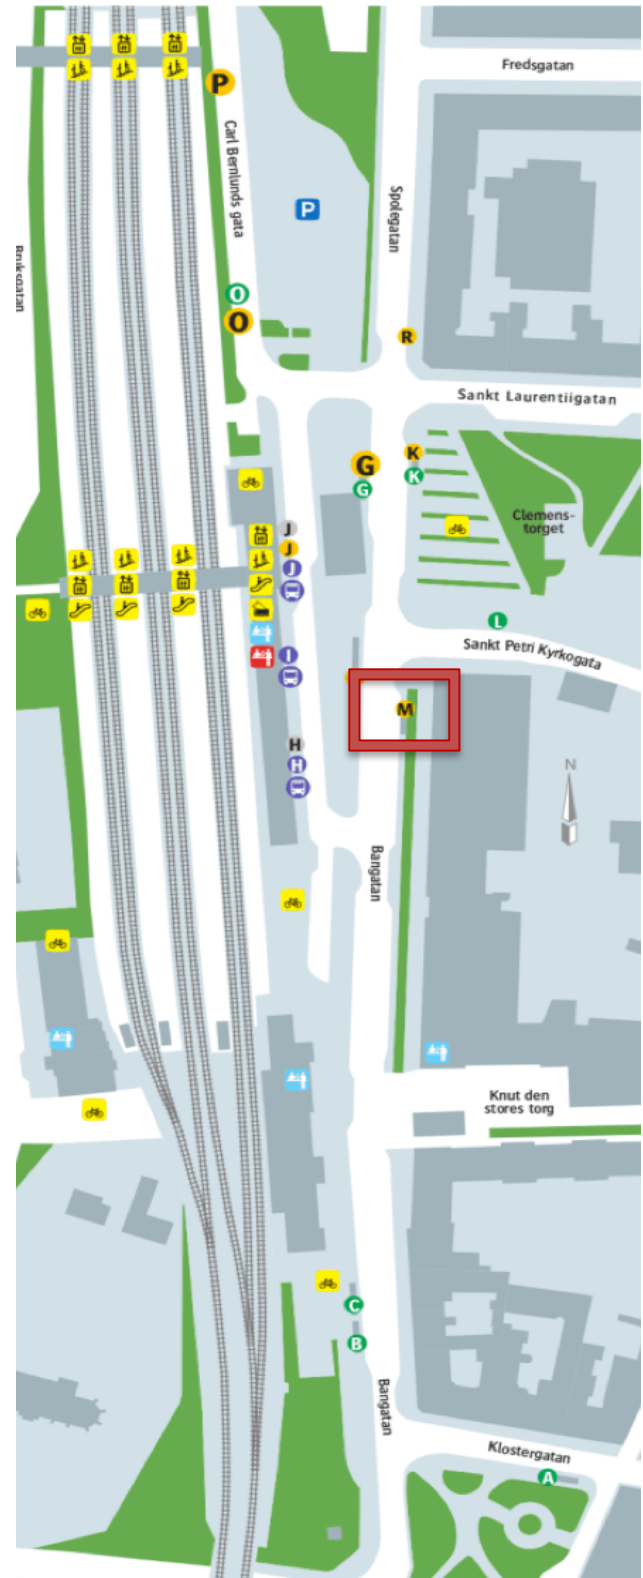 Fredsgatan
P
Carl Bernlunds gata
P
Spolegatan
Bruksgatan
O
O
R
Sankt Laurentiigatan
G
G
K
K
Clemens-
torget
J
J
J
L
Sankt Petri Kyrkogata
I
M
H
H
N
Bangatan
Knut den
stores torg
C
B
Bangatan
Klostergatan
A